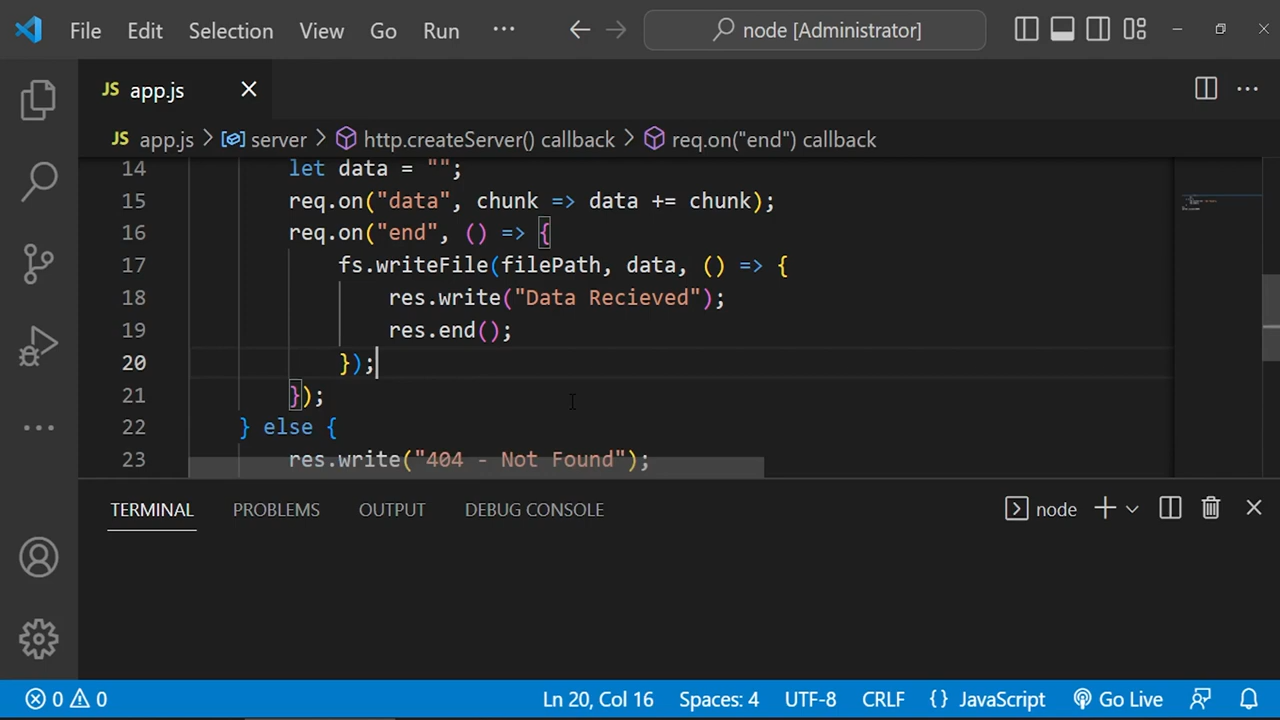 File Edit Selection View Go Run ··· node [Administrator]
JS app.js
JS app.js > server > http.createServer() callback > req.on("end") callback
14 let data = "";
15 req.on("data", chunk => data += chunk);
16 req.on("end", () => {
17 fs.writeFile(filePath, data, () => {
18 res.write("Data Recieved");
19 res.end();
20 });
21 });
22 } else {
23 res.write("404 - Not Found");
TERMINAL PROBLEMS OUTPUT DEBUG CONSOLE node
0 0 Ln 20, Col 16 Spaces: 4 UTF-8 CRLF {} JavaScript Go Live